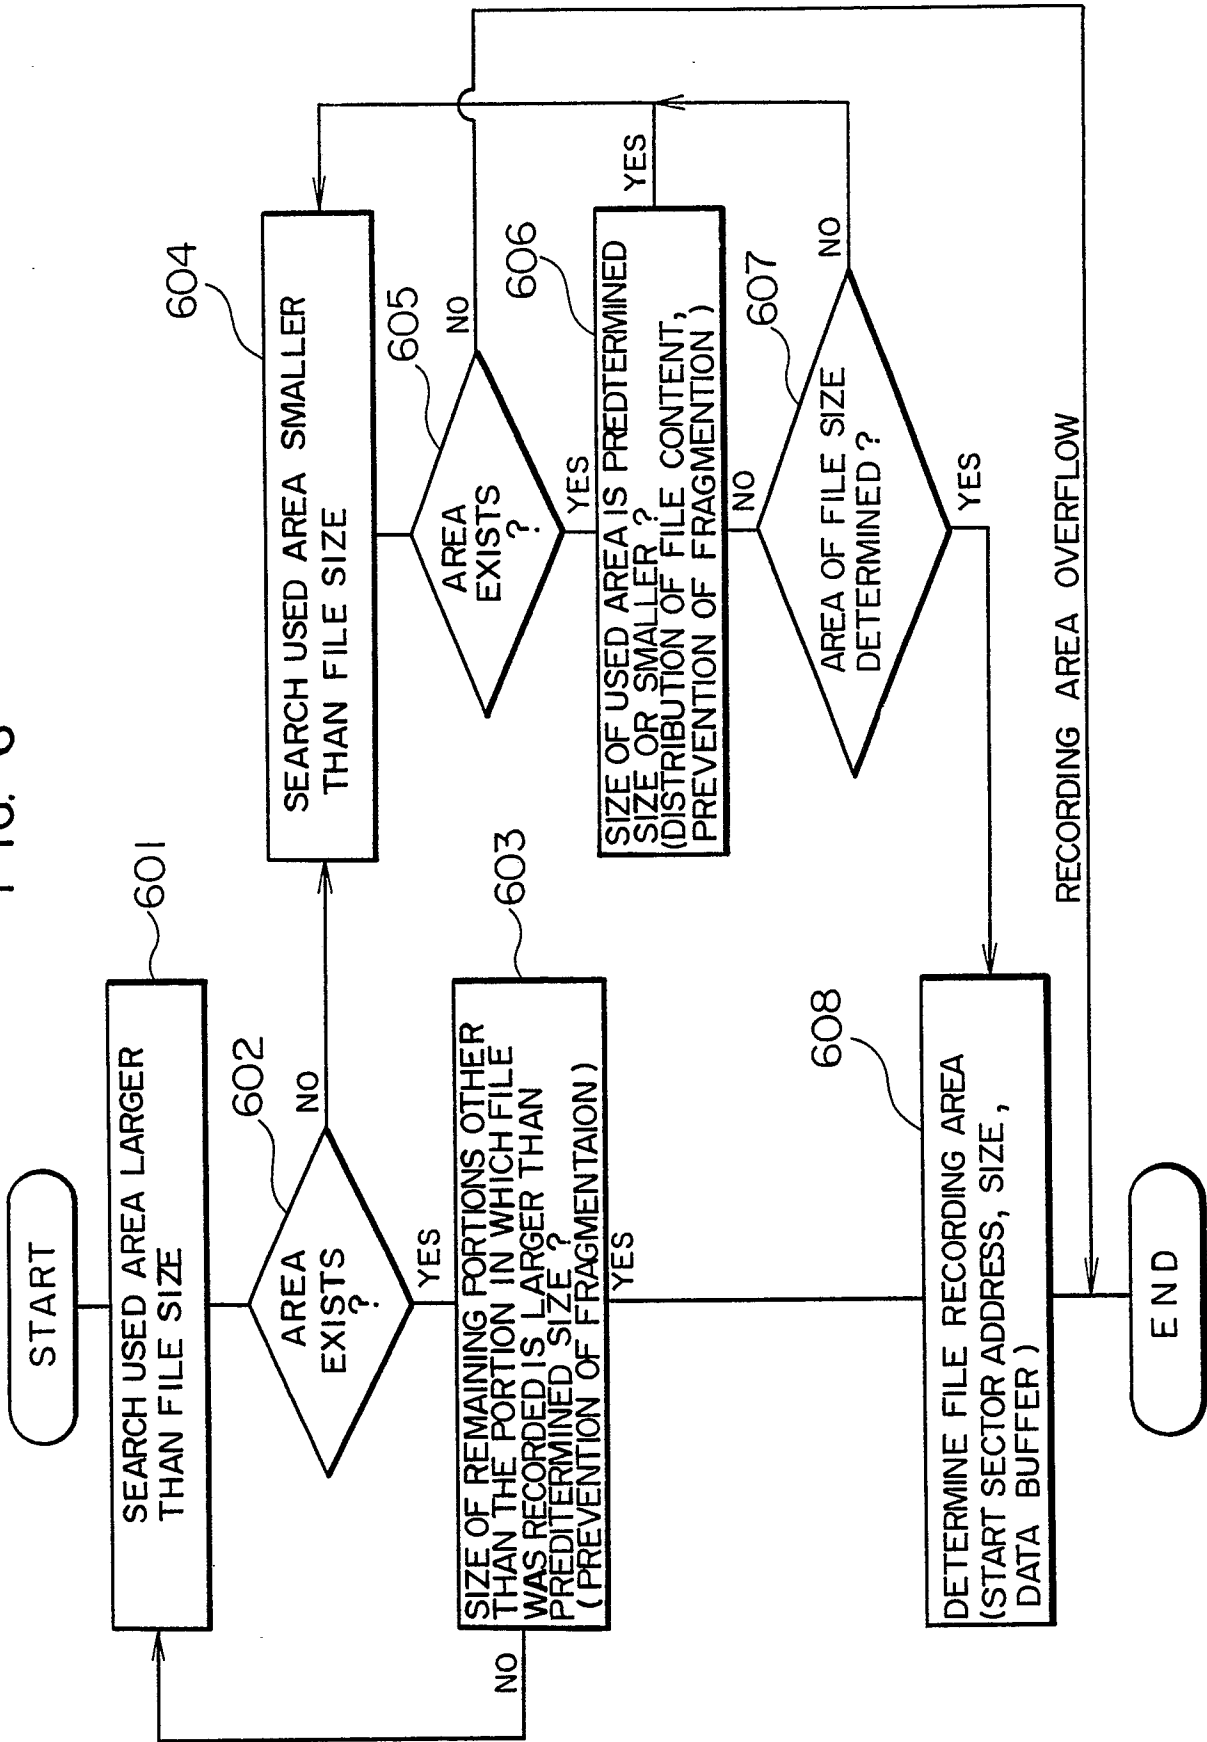 START
601
SEARCH USED AREA LARGER
THAN FILE SIZE
602
AREA
EXISTS
?
NO
YES
603
SIZE OF REMAINING PORTIONS OTHER
THAN THE PORTION IN WHICH FILE
WAS RECORDED IS LARGER THAN
PREDITERMINED SIZE ?
( PREVENTION OF FRAGMENTAION )
NO
YES
604
SEARCH USED AREA SMALLER
THAN FILE SIZE
605
AREA
EXISTS
?
NO
YES
606
SIZE OF USED AREA IS PREDTERMINED
SIZE OR SMALLER ?
(DISTRIBUTION OF FILE CONTENT,
PREVENTION OF FRAGMENTION )
YES
NO
607
AREA OF FILE SIZE
DETERMINED ?
NO
YES
608
DETERMINE FILE RECORDING AREA
(START SECTOR ADDRESS, SIZE ,
DATA BUFFER )
RECORDING AREA OVERFLOW
END